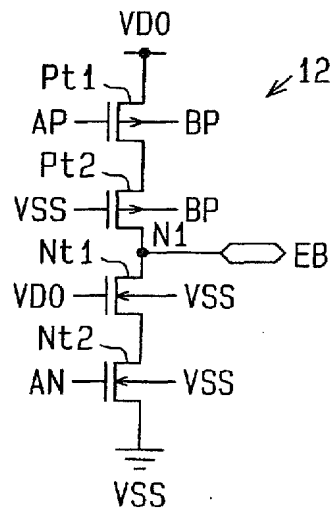 VDO
Pt1
12
AP BP
Pt2
VSS BP
N1
EB
Nt1
VDO VSS
Nt2
AN VSS
VSS